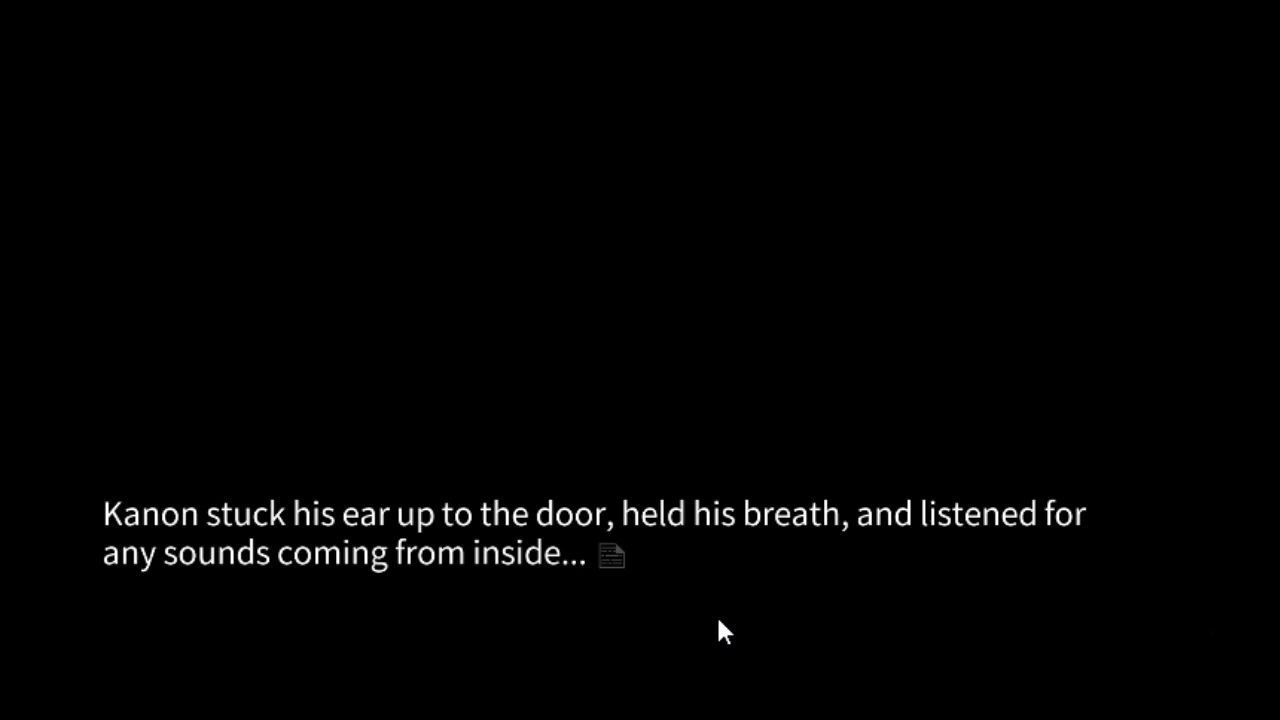 Kanon stuck his ear up to the door, held his breath, and listened for
any sounds coming from inside...